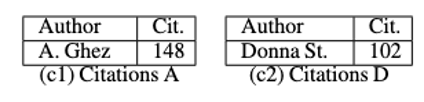 Author Cit. Author Cit.
A. Ghez 148 Donna St. 102
(c1) Citations A (c2) Citations D